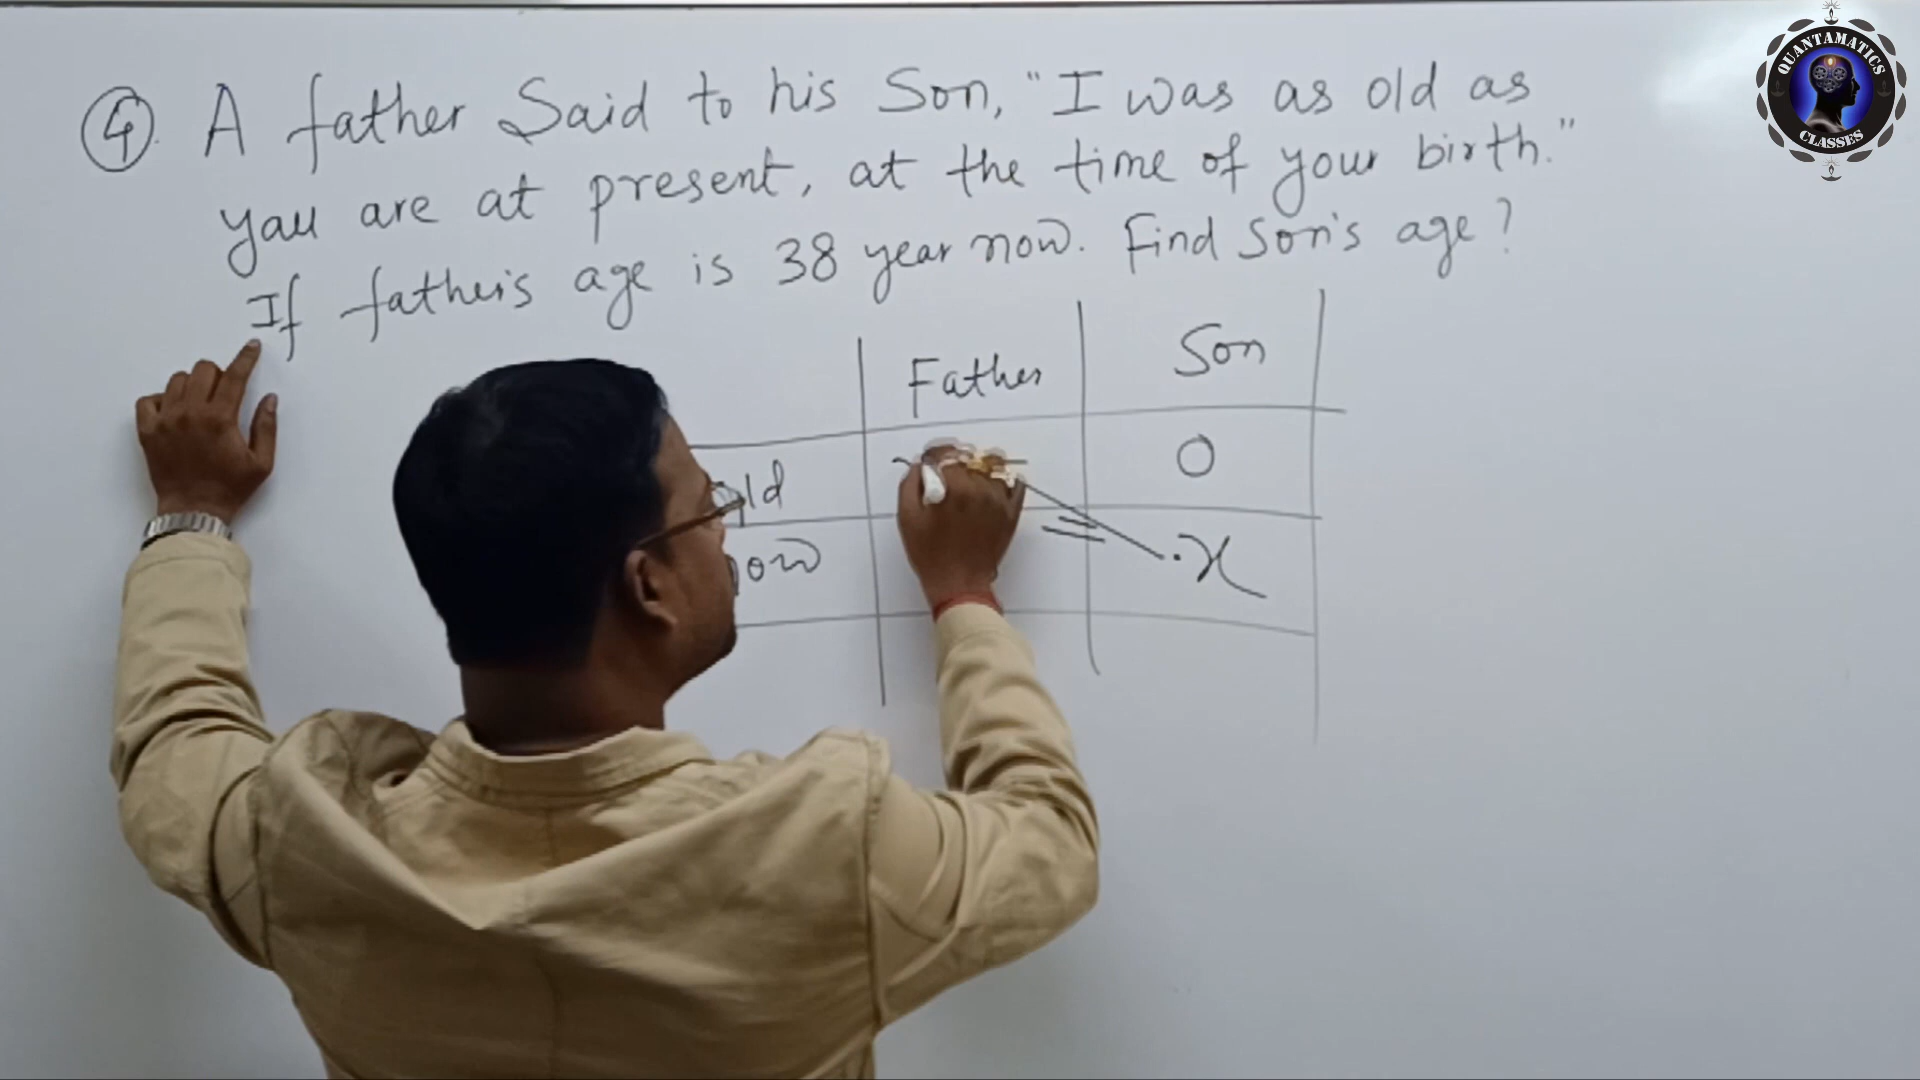 4. A father Said to his Son, "I was as old as
you are at present, at the time of your birth."
If father's age is 38 year now. Find Son's age?
Father Son
0
x
QUANTAMATICS
CLASSES